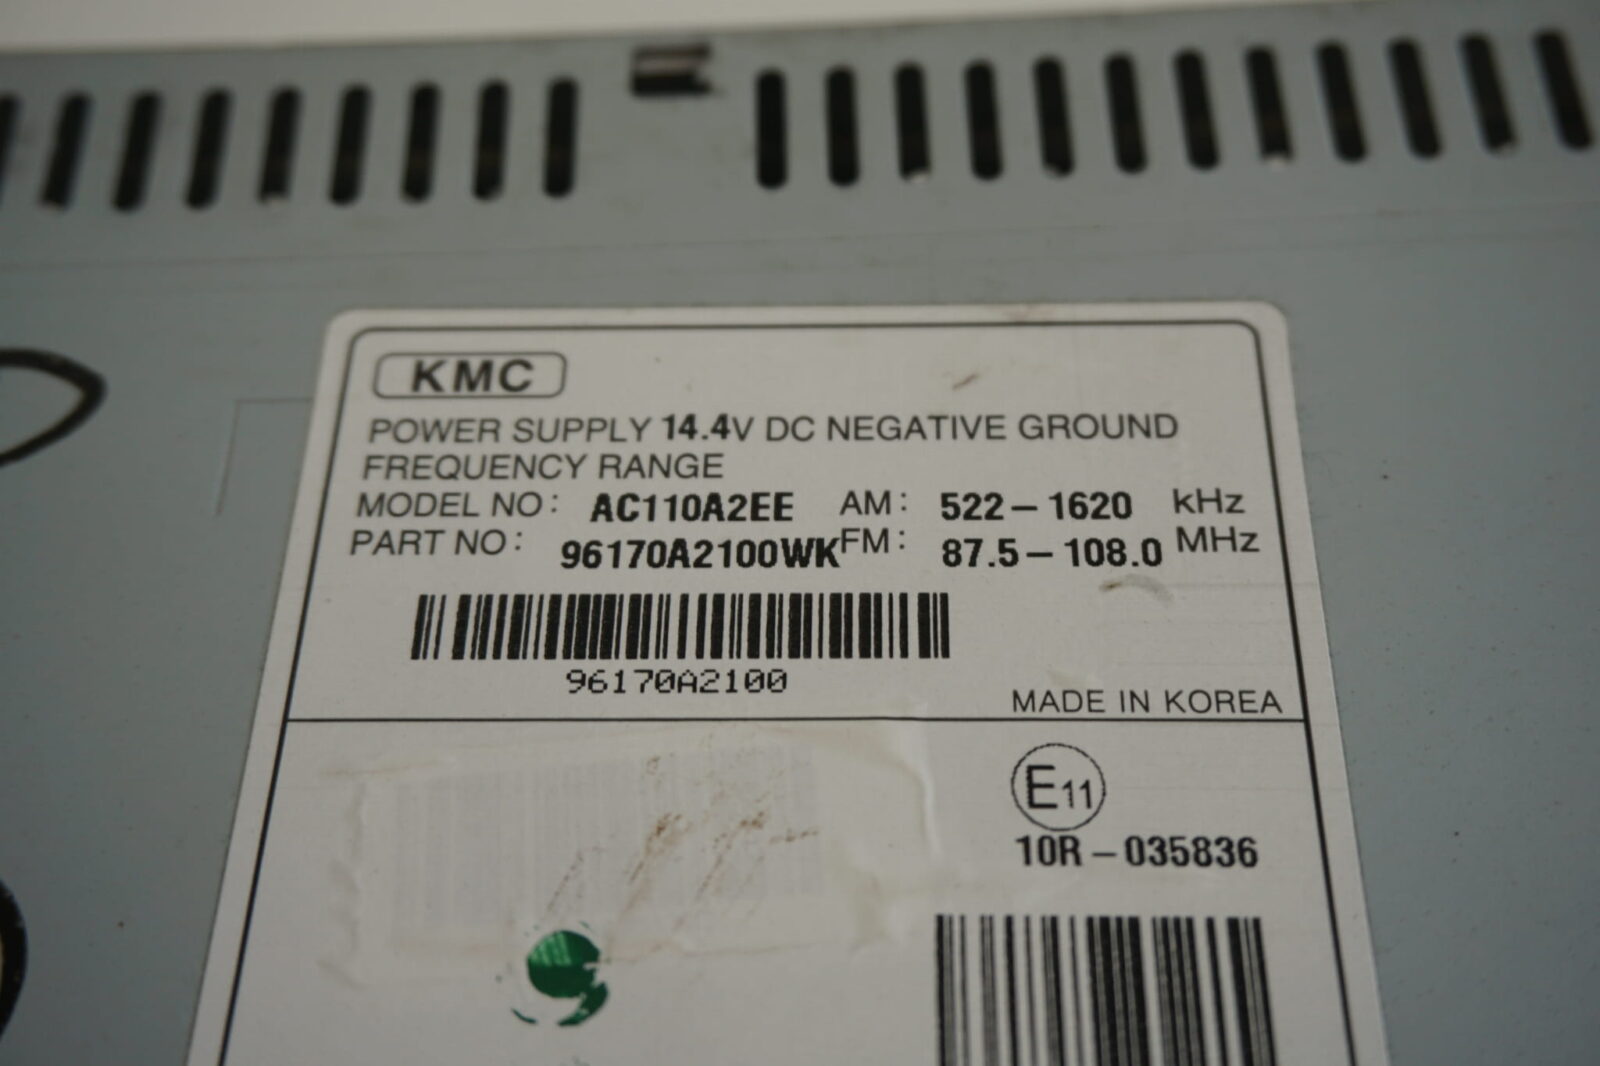 KMC
POWER SUPPLY 14.4V DC NEGATIVE GROUND
FREQUENCY RANGE
MODEL NO: AC110A2EE AM: 522-1620 kHz
PART NO: 96170A2100WK FM: 87.5-108.0 MHz
96170A2100
MADE IN KOREA
E11
10R-035836